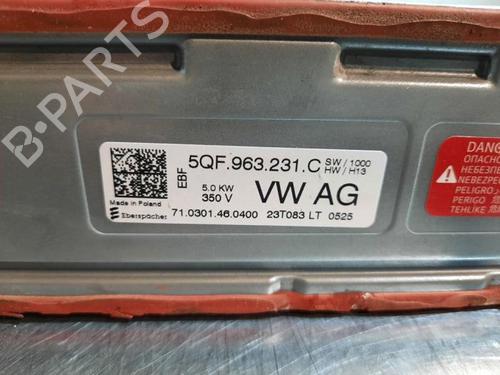 B-Parts
5QF.963.231.C
SW / 1000
HW / H13
EBF
5.0 KW
350 V
VW AG
Made in Poland
Eberspächer
71.0301.46.0400 23T083 LT 0525
DANG
ОПАСНО
НЕБЕЗПЕ
NEBEZPEČ
PELIGRO
PERIGO
TEHLIKE